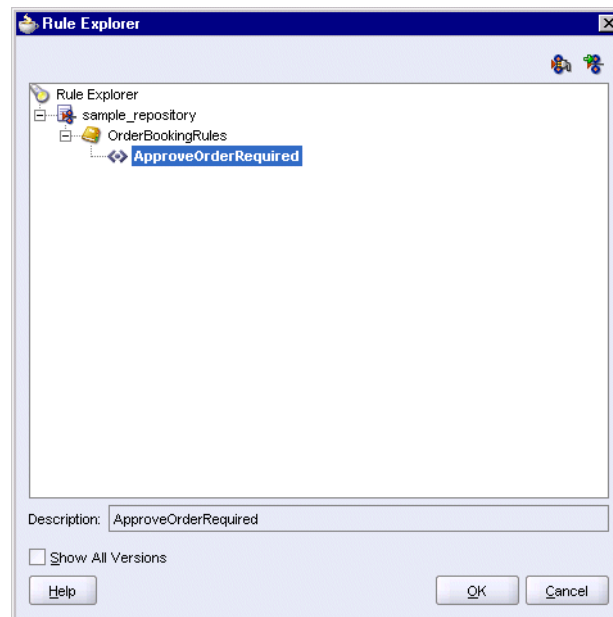 Rule Explorer
Rule Explorer
sample_repository
OrderBookingRules
ApproveOrderRequired
Description: ApproveOrderRequired
Show All Versions
Help OK Cancel